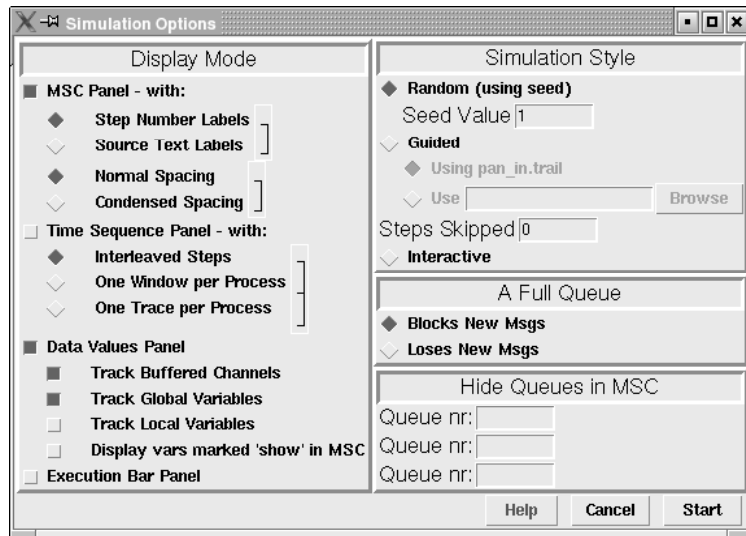 Simulation Options
Display Mode
MSC Panel - with:
Step Number Labels
Source Text Labels
Normal Spacing
Condensed Spacing
Time Sequence Panel - with:
Interleaved Steps
One Window per Process
One Trace per Process
Data Values Panel
Track Buffered Channels
Track Global Variables
Track Local Variables
Display vars marked 'show' in MSC
Execution Bar Panel
Simulation Style
Random (using seed)
Seed Value 1
Guided
Using pan_in.trail
Use Browse
Steps Skipped 0
Interactive
A Full Queue
Blocks New Msgs
Loses New Msgs
Hide Queues in MSC
Queue nr:
Queue nr:
Queue nr:
Help Cancel Start